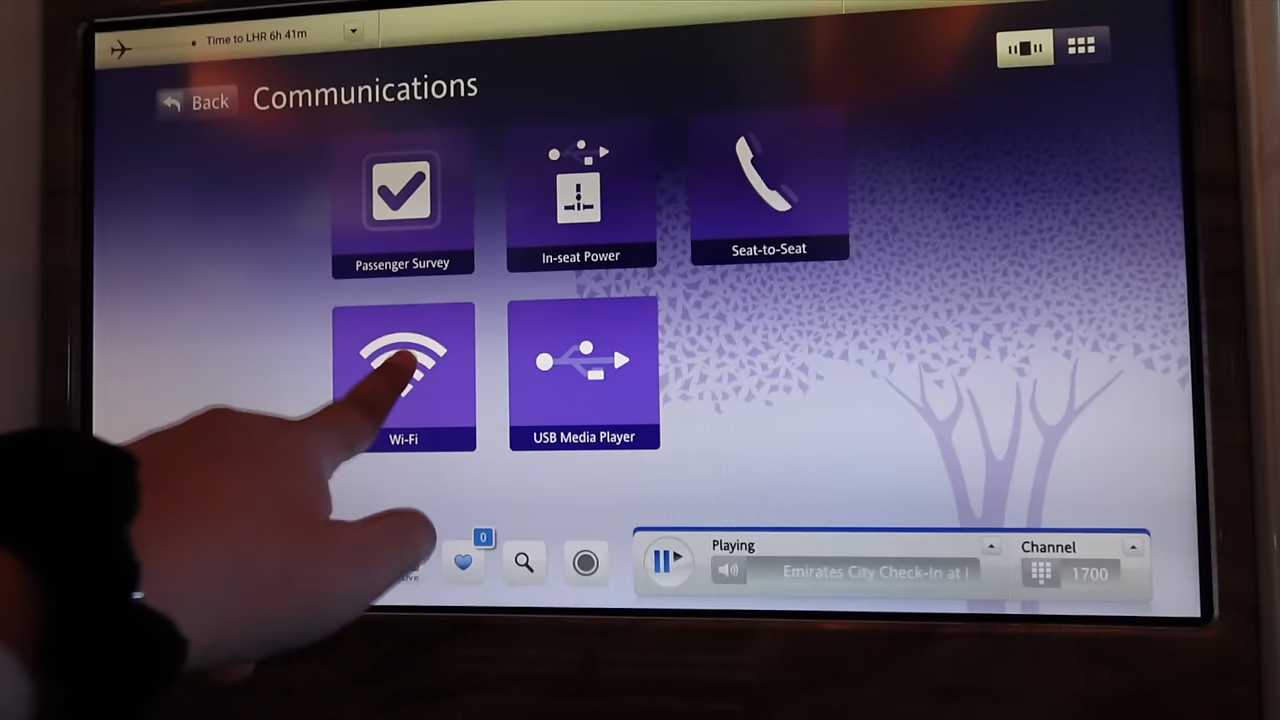 Time to LHR 6h 41m
Back
Communications
Passenger Survey
In-seat Power
Seat-to-Seat
Wi-Fi
USB Media Player
0
Live
Playing
Channel
Emirates City Check-In at
1700